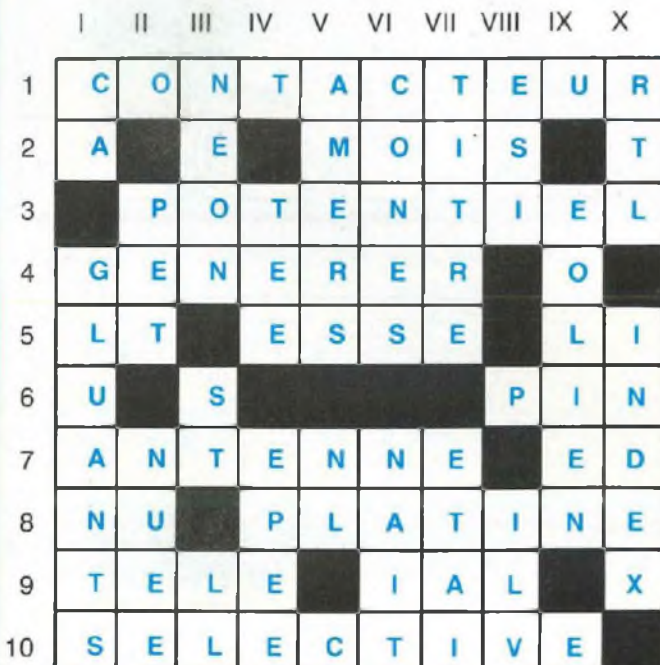 I II III IV V VI VII VIII IX X
1 C O N T A C T E U R
2 A E M O I S T
3 P O T E N T I E L
4 G E N E R E R O
5 L T E S S E L I
6 U S P I N
7 A N T E N N E E D
8 N U P L A T I N E
9 T E L E I A L X
10 S E L E C T I V E